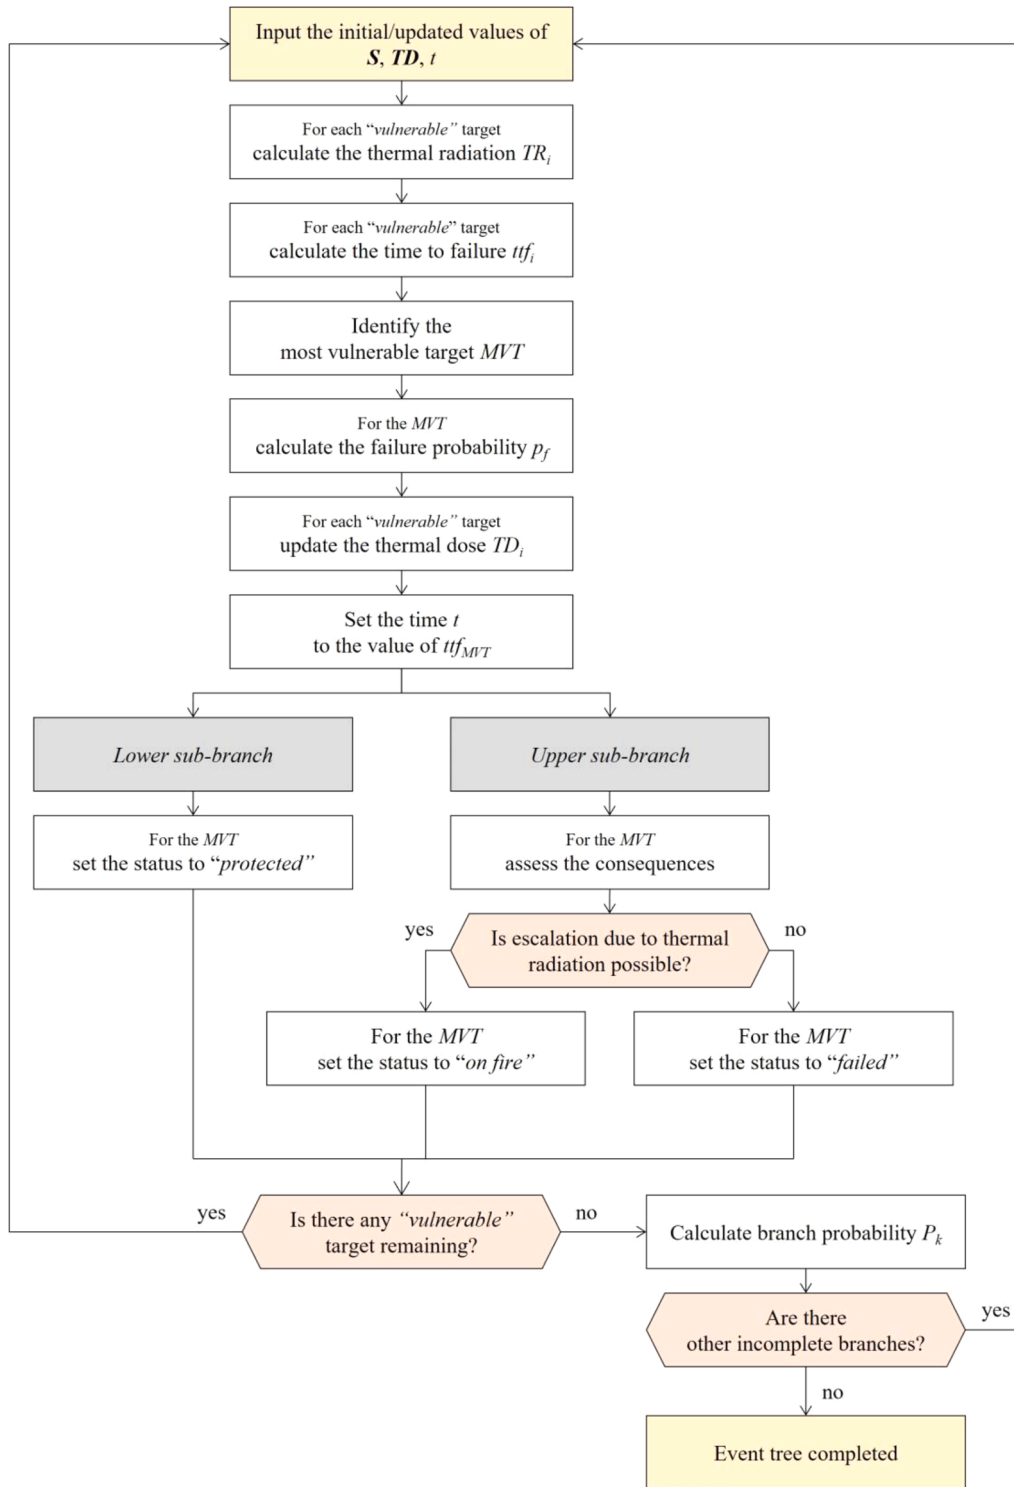 Input the initial/updated values of
S, TD, t
For each “vulnerable” target
calculate the thermal radiation TRi
For each “vulnerable” target
calculate the time to failure ttfi
Identify the
most vulnerable target MVT
For the MVT
calculate the failure probability pf
For each “vulnerable” target
update the thermal dose TDi
Set the time t
to the value of ttfMVT
Lower sub-branch
Upper sub-branch
For the MVT
set the status to “protected”
For the MVT
assess the consequences
yes
Is escalation due to thermal
radiation possible?
no
For the MVT
set the status to “on fire”
For the MVT
set the status to “failed”
yes
Is there any “vulnerable”
target remaining?
no
Calculate branch probability Pk
Are there
other incomplete branches?
yes
no
Event tree completed